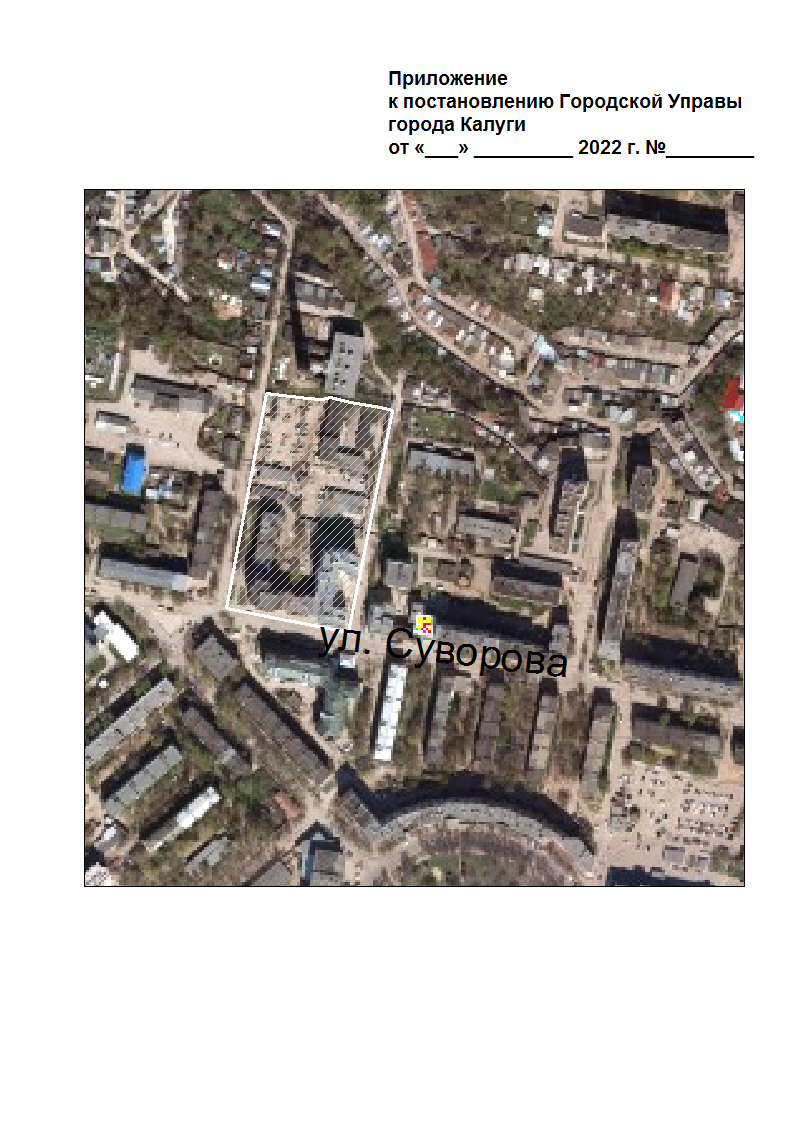 Приложение
к постановлению Городской Управы
города Калуги
от «___» _________ 2022 г. №________
ул. Суворова